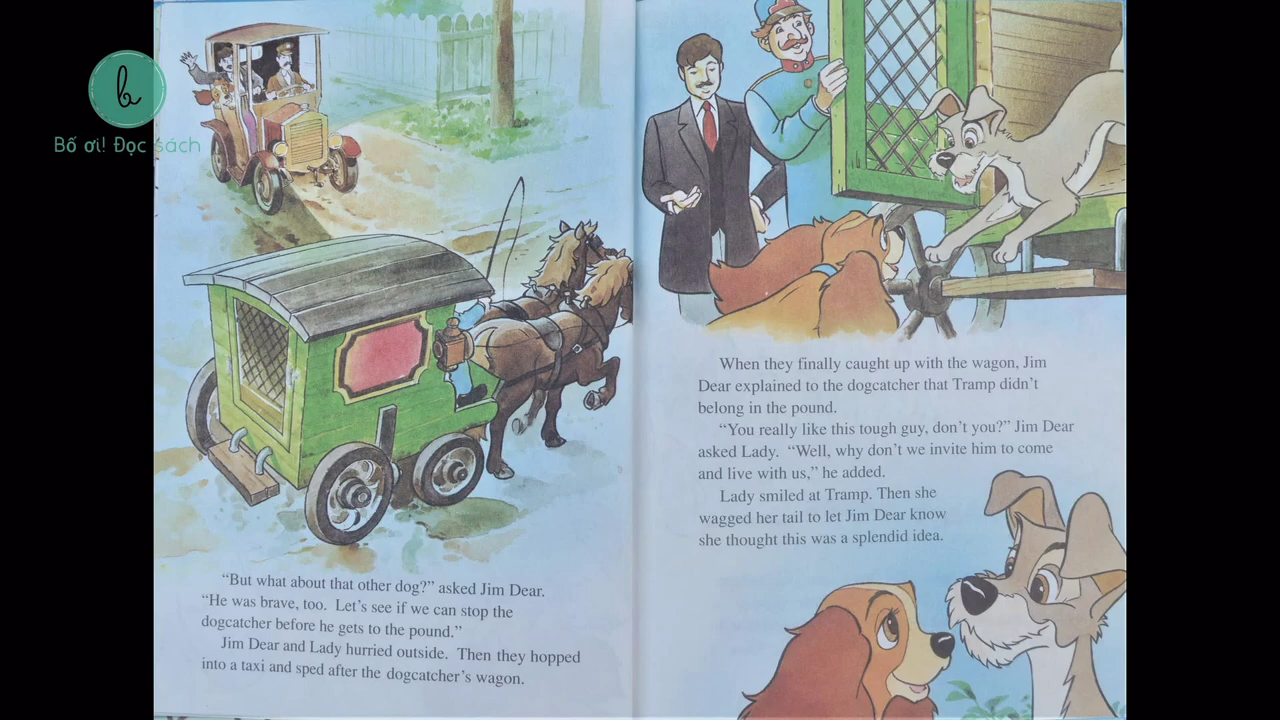 b
Bố ơi! Đọc sách
“But what about that other dog?” asked Jim Dear.
“He was brave, too. Let’s see if we can stop the
dogcatcher before he gets to the pound.”
Jim Dear and Lady hurried outside. Then they hopped
into a taxi and sped after the dogcatcher’s wagon.
When they finally caught up with the wagon, Jim
Dear explained to the dogcatcher that Tramp didn’t
belong in the pound.
“You really like this tough guy, don’t you?” Jim Dear
asked Lady. “Well, why don’t we invite him to come
and live with us,” he added.
Lady smiled at Tramp. Then she
wagged her tail to let Jim Dear know
she thought this was a splendid idea.